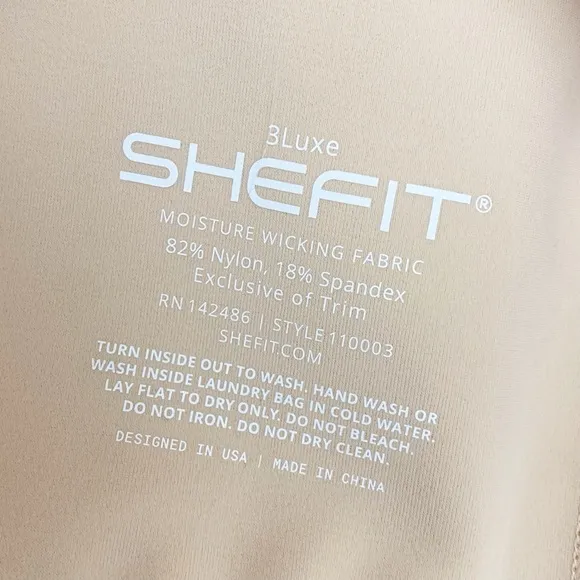 3Luxe
SHEFIT®
MOISTURE WICKING FABRIC
82% Nylon, 18% Spandex
Exclusive of Trim
RN 142486 | STYLE 110003
SHEFIT.COM
TURN INSIDE OUT TO WASH. HAND WASH OR
WASH INSIDE LAUNDRY BAG IN COLD WATER.
LAY FLAT TO DRY ONLY. DO NOT BLEACH.
DO NOT IRON. DO NOT DRY CLEAN.
DESIGNED IN USA | MADE IN CHINA